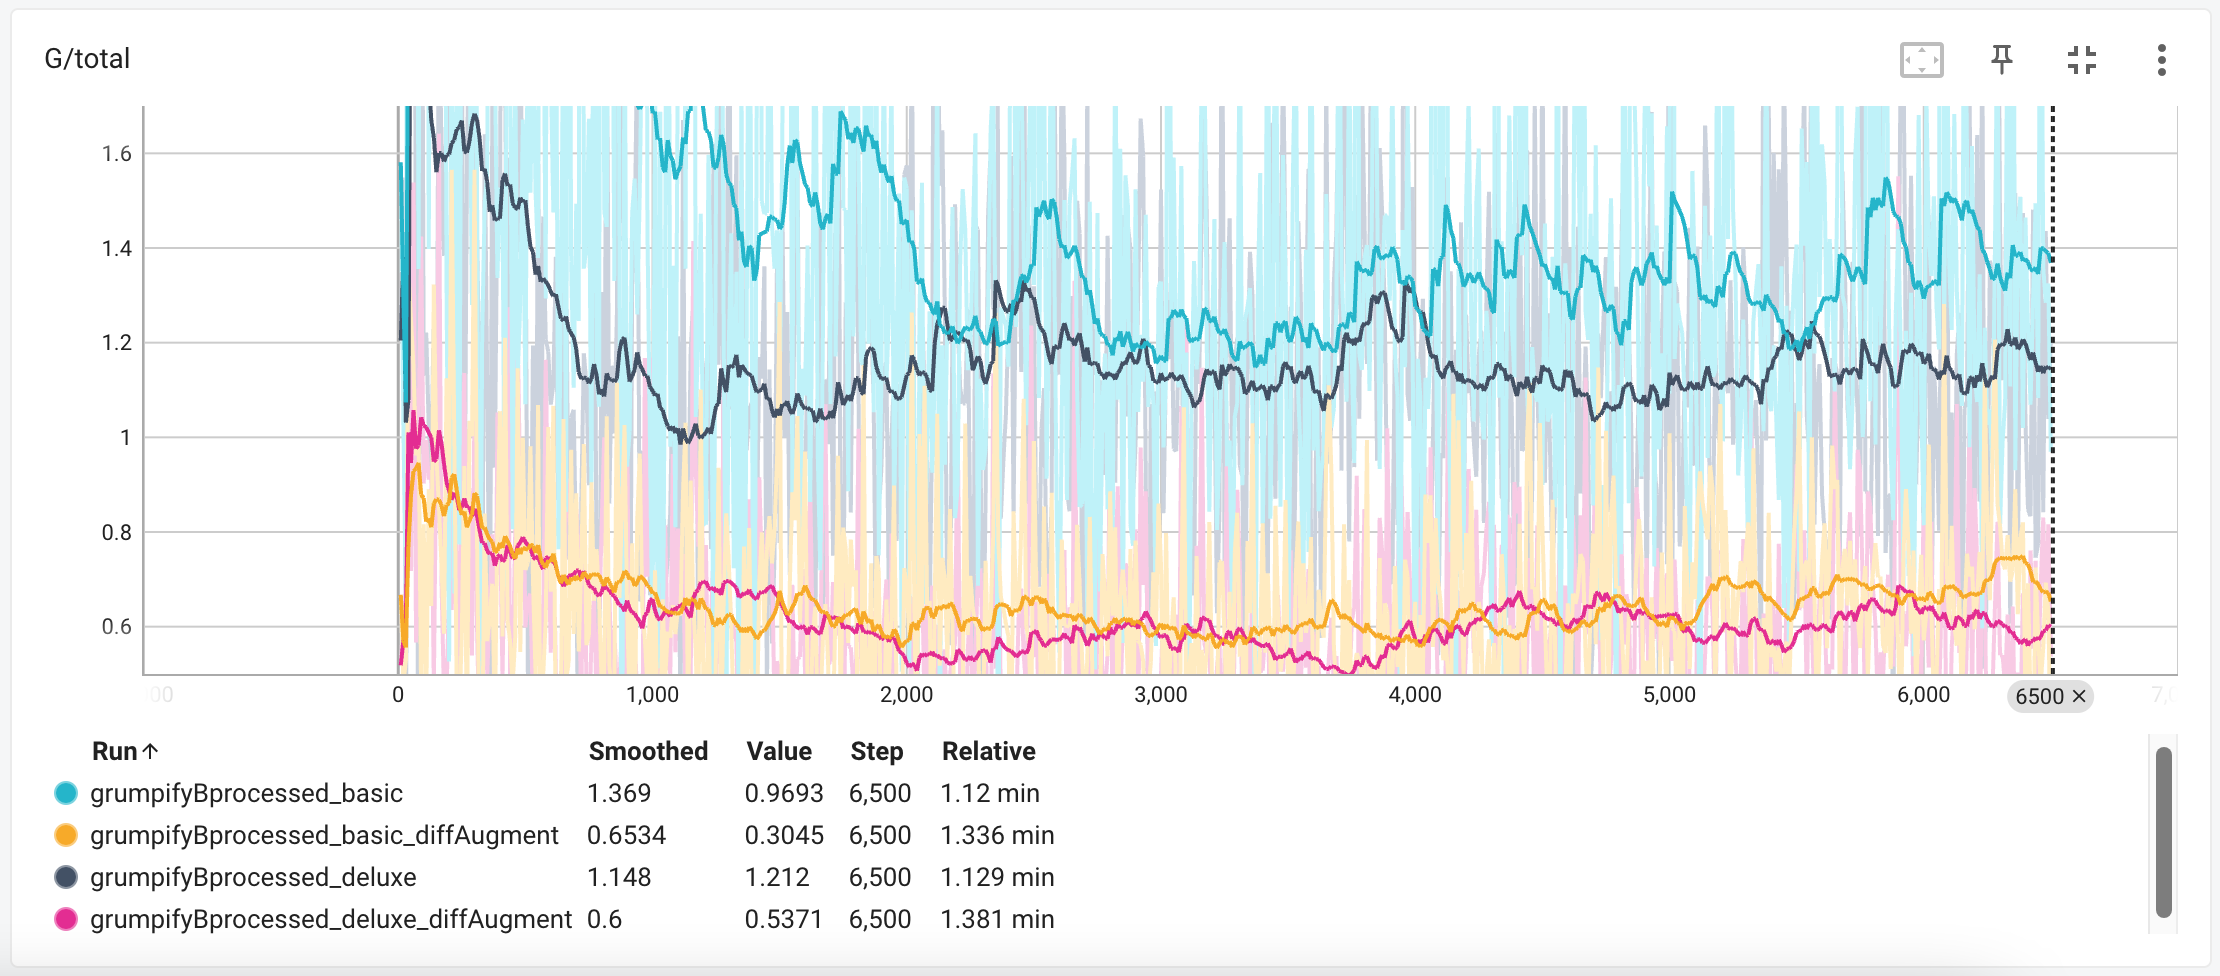 G/total
1.6
1.4
1.2
1
0.8
0.6
00 0 1,000 2,000 3,000 4,000 5,000 6,000 6500 × 7,0
Run↑ Smoothed Value Step Relative
grumpifyBprocessed_basic 1.369 0.9693 6,500 1.12 min
grumpifyBprocessed_basic_diffAugment 0.6534 0.3045 6,500 1.336 min
grumpifyBprocessed_deluxe 1.148 1.212 6,500 1.129 min
grumpifyBprocessed_deluxe_diffAugment 0.6 0.5371 6,500 1.381 min